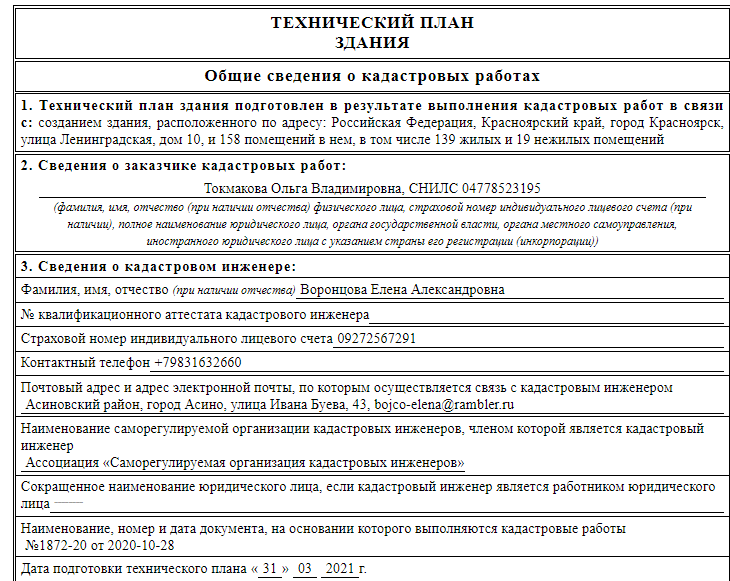 ТЕХНИЧЕСКИЙ ПЛАН
ЗДАНИЯ
Общие сведения о кадастровых работах
1. Технический план здания подготовлен в результате выполнения кадастровых работ в связи
с: созданием здания, расположенного по адресу: Российская Федерация, Красноярский край, город Красноярск,
улица Ленинградская, дом 10, и 158 помещений в нем, в том числе 139 жилых и 19 нежилых помещений
2. Сведения о заказчике кадастровых работ:
Токмакова Ольга Владимировна, СНИЛС 04778523195
(фамилия, имя, отчество (при наличии отчества) физического лица, страховой номер индивидуального лицевого счета (при
наличии), полное наименование юридического лица, органа государственной власти, органа местного самоуправления,
иностранного юридического лица с указанием страны его регистрации (инкорпорации))
3. Сведения о кадастровом инженере:
Фамилия, имя, отчество (при наличии отчества) Воронцова Елена Александровна
№ квалификационного аттестата кадастрового инженера
Страховой номер индивидуального лицевого счета 09272567291
Контактный телефон +79831632660
Почтовый адрес и адрес электронной почты, по которым осуществляется связь с кадастровым инженером
Асиновский район, город Асино, улица Ивана Буева, 43, bojco-elena@rambler.ru
Наименование саморегулируемой организации кадастровых инженеров, членом которой является кадастровый
инженер
Ассоциация «Саморегулируемая организация кадастровых инженеров»
Сокращенное наименование юридического лица, если кадастровый инженер является работником юридического
лица ——
Наименование, номер и дата документа, на основании которого выполняются кадастровые работы
№1872-20 от 2020-10-28
Дата подготовки технического плана « 31 » 03 2021 г.